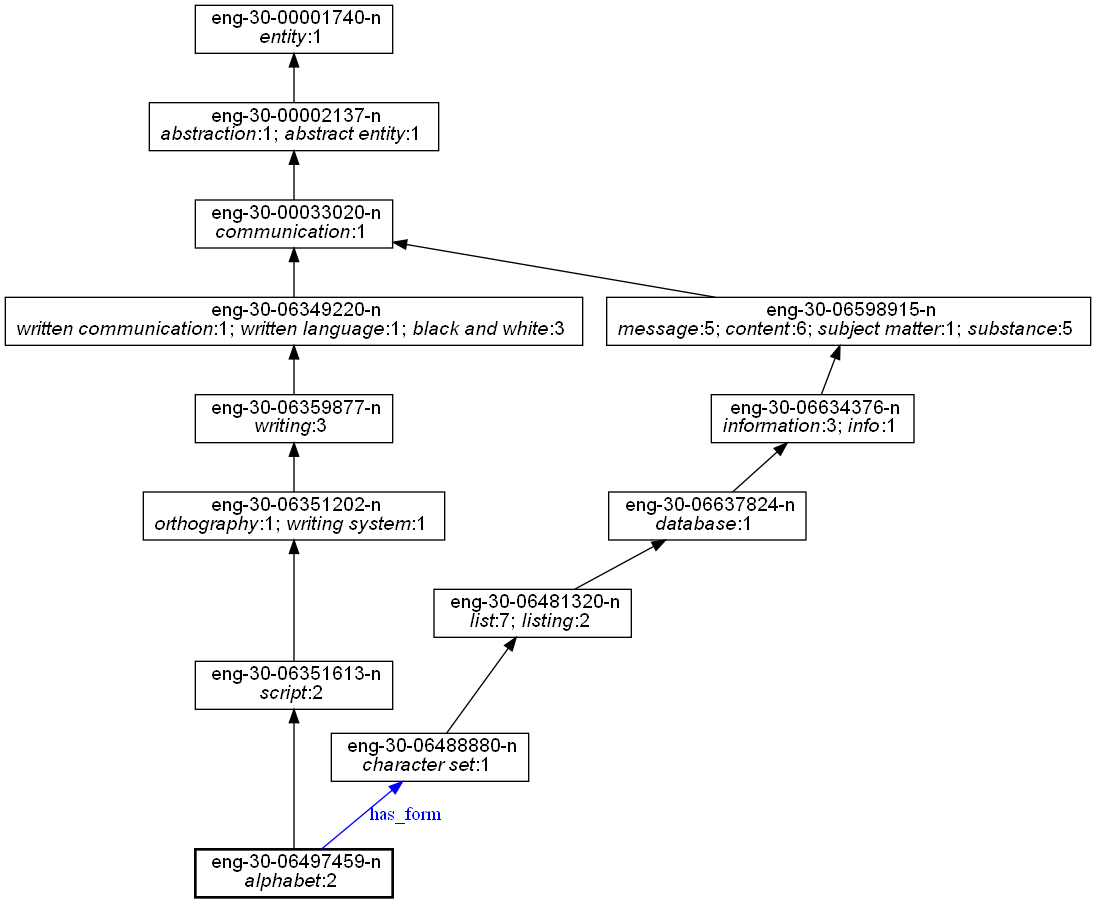 eng-30-00001740-n
entity:1
eng-30-00002137-n
abstraction:1; abstract entity:1
eng-30-00033020-n
communication:1
eng-30-06349220-n
written communication:1; written language:1; black and white:3
eng-30-06598915-n
message:5; content:6; subject matter:1; substance:5
eng-30-06359877-n
writing:3
eng-30-06634376-n
information:3; info:1
eng-30-06351202-n
orthography:1; writing system:1
eng-30-06637824-n
database:1
eng-30-06481320-n
list:7; listing:2
eng-30-06351613-n
script:2
eng-30-06488880-n
character set:1
has_form
eng-30-06497459-n
alphabet:2